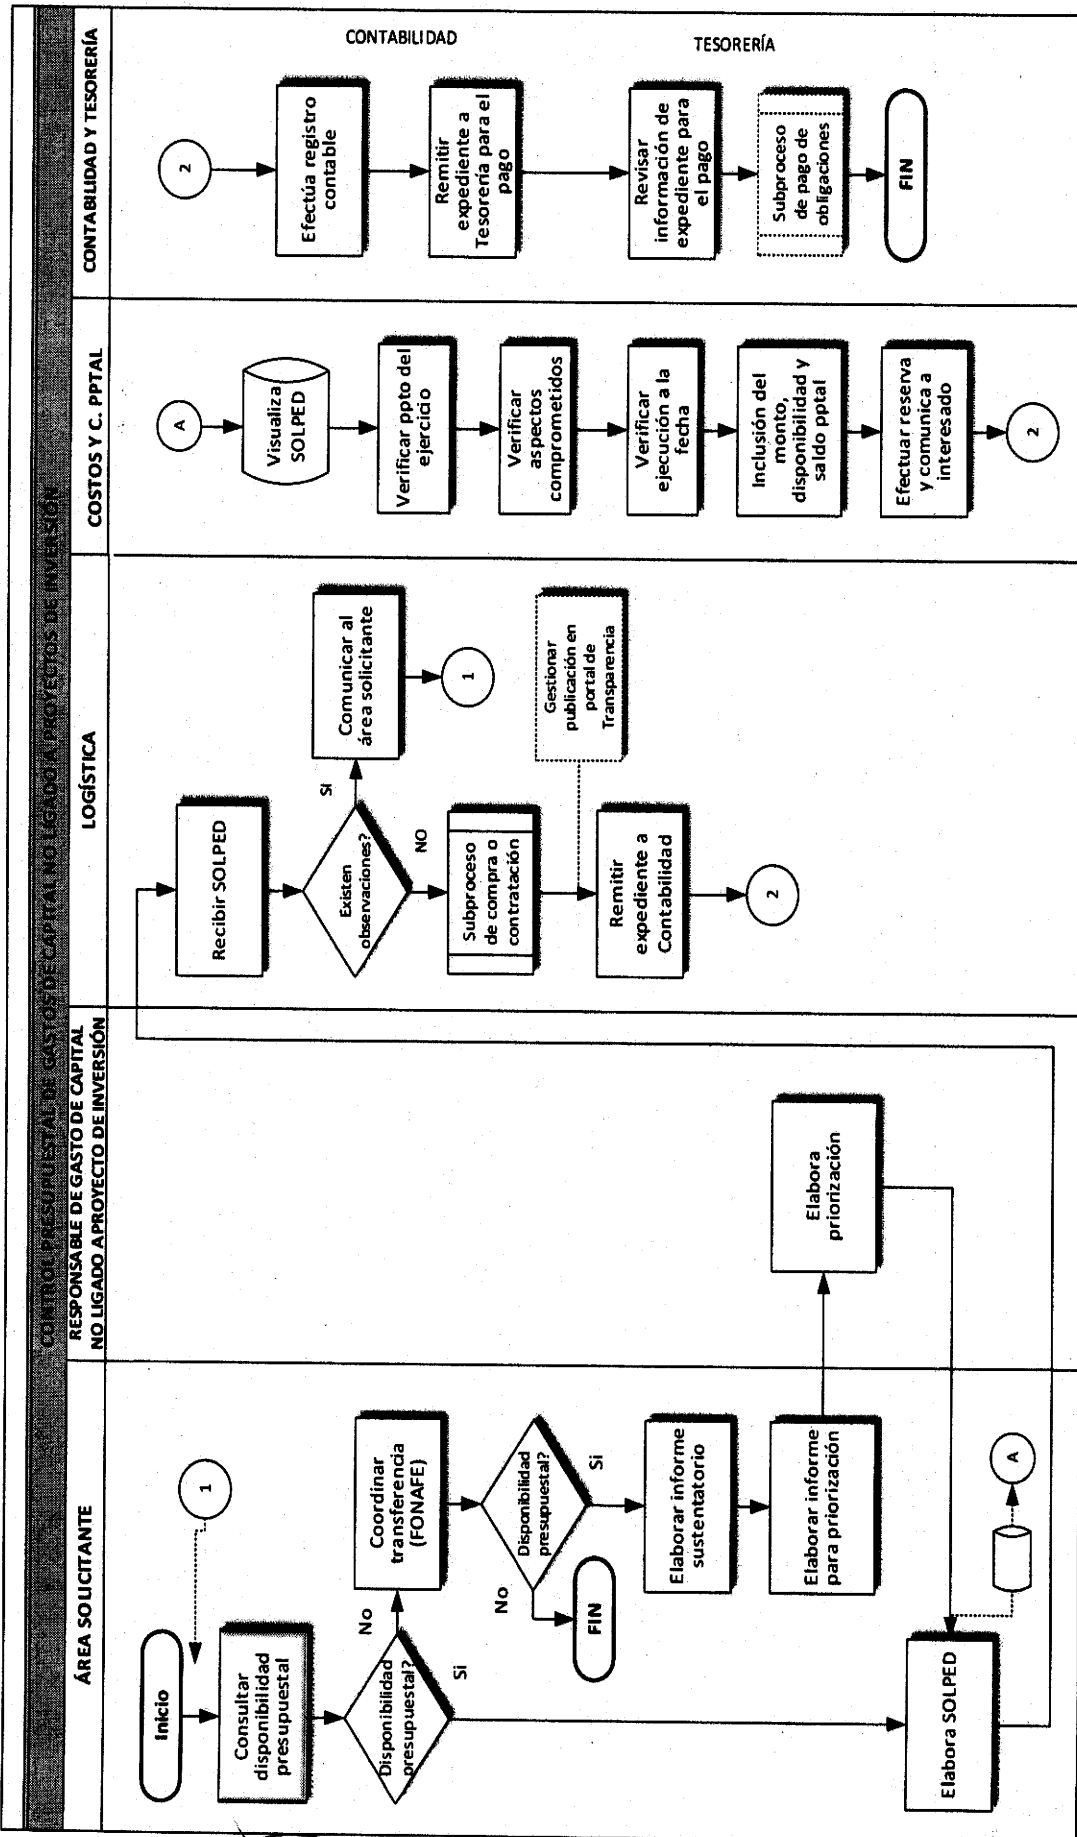 CONTROL PRESUPUESTAL DE GASTOS DE CAPITAL NO LIGADO A PROYECTOS DE INVERSIÓN
ÁREA SOLICITANTE
RESPONSABLE DE GASTO DE CAPITAL
NO LIGADO APROYECTO DE INVERSIÓN
LOGÍSTICA
COSTOS Y C. PPTAL
CONTABILIDAD Y TESORERÍA
Inicio
1
Consultar
disponibilidad
presupuestal
Disponibilidad
presupuestal?
No
Si
Coordinar
transferencia
(FONAFE)
Disponibilidad
presupuestal?
No
Si
FIN
Elaborar informe
sustentatorio
Elaborar informe
para priorización
Elabora SOLPED
A
Elabora
priorización
Recibir SOLPED
Existen
observaciones?
Si
NO
Comunicar al
área solicitante
1
Subproceso
de compra o
contratación
Gestionar
publicación en
portal de
Transparencia
Remitir
expediente a
Contabilidad
2
A
Visualiza
SOLPED
Verificar ppto del
ejercicio
Verificar
aspectos
comprometidos
Verificar
ejecución a la
fecha
Inclusión del
monto,
disponibilidad y
saldo pptal
Efectuar reserva
y comunica a
interesado
2
2
CONTABILIDAD
Efectúa registro
contable
Remitir
expediente a
Tesorería para el
pago
TESORERÍA
Revisar
información de
expediente para
el pago
Subproceso
de pago de
obligaciones
FIN